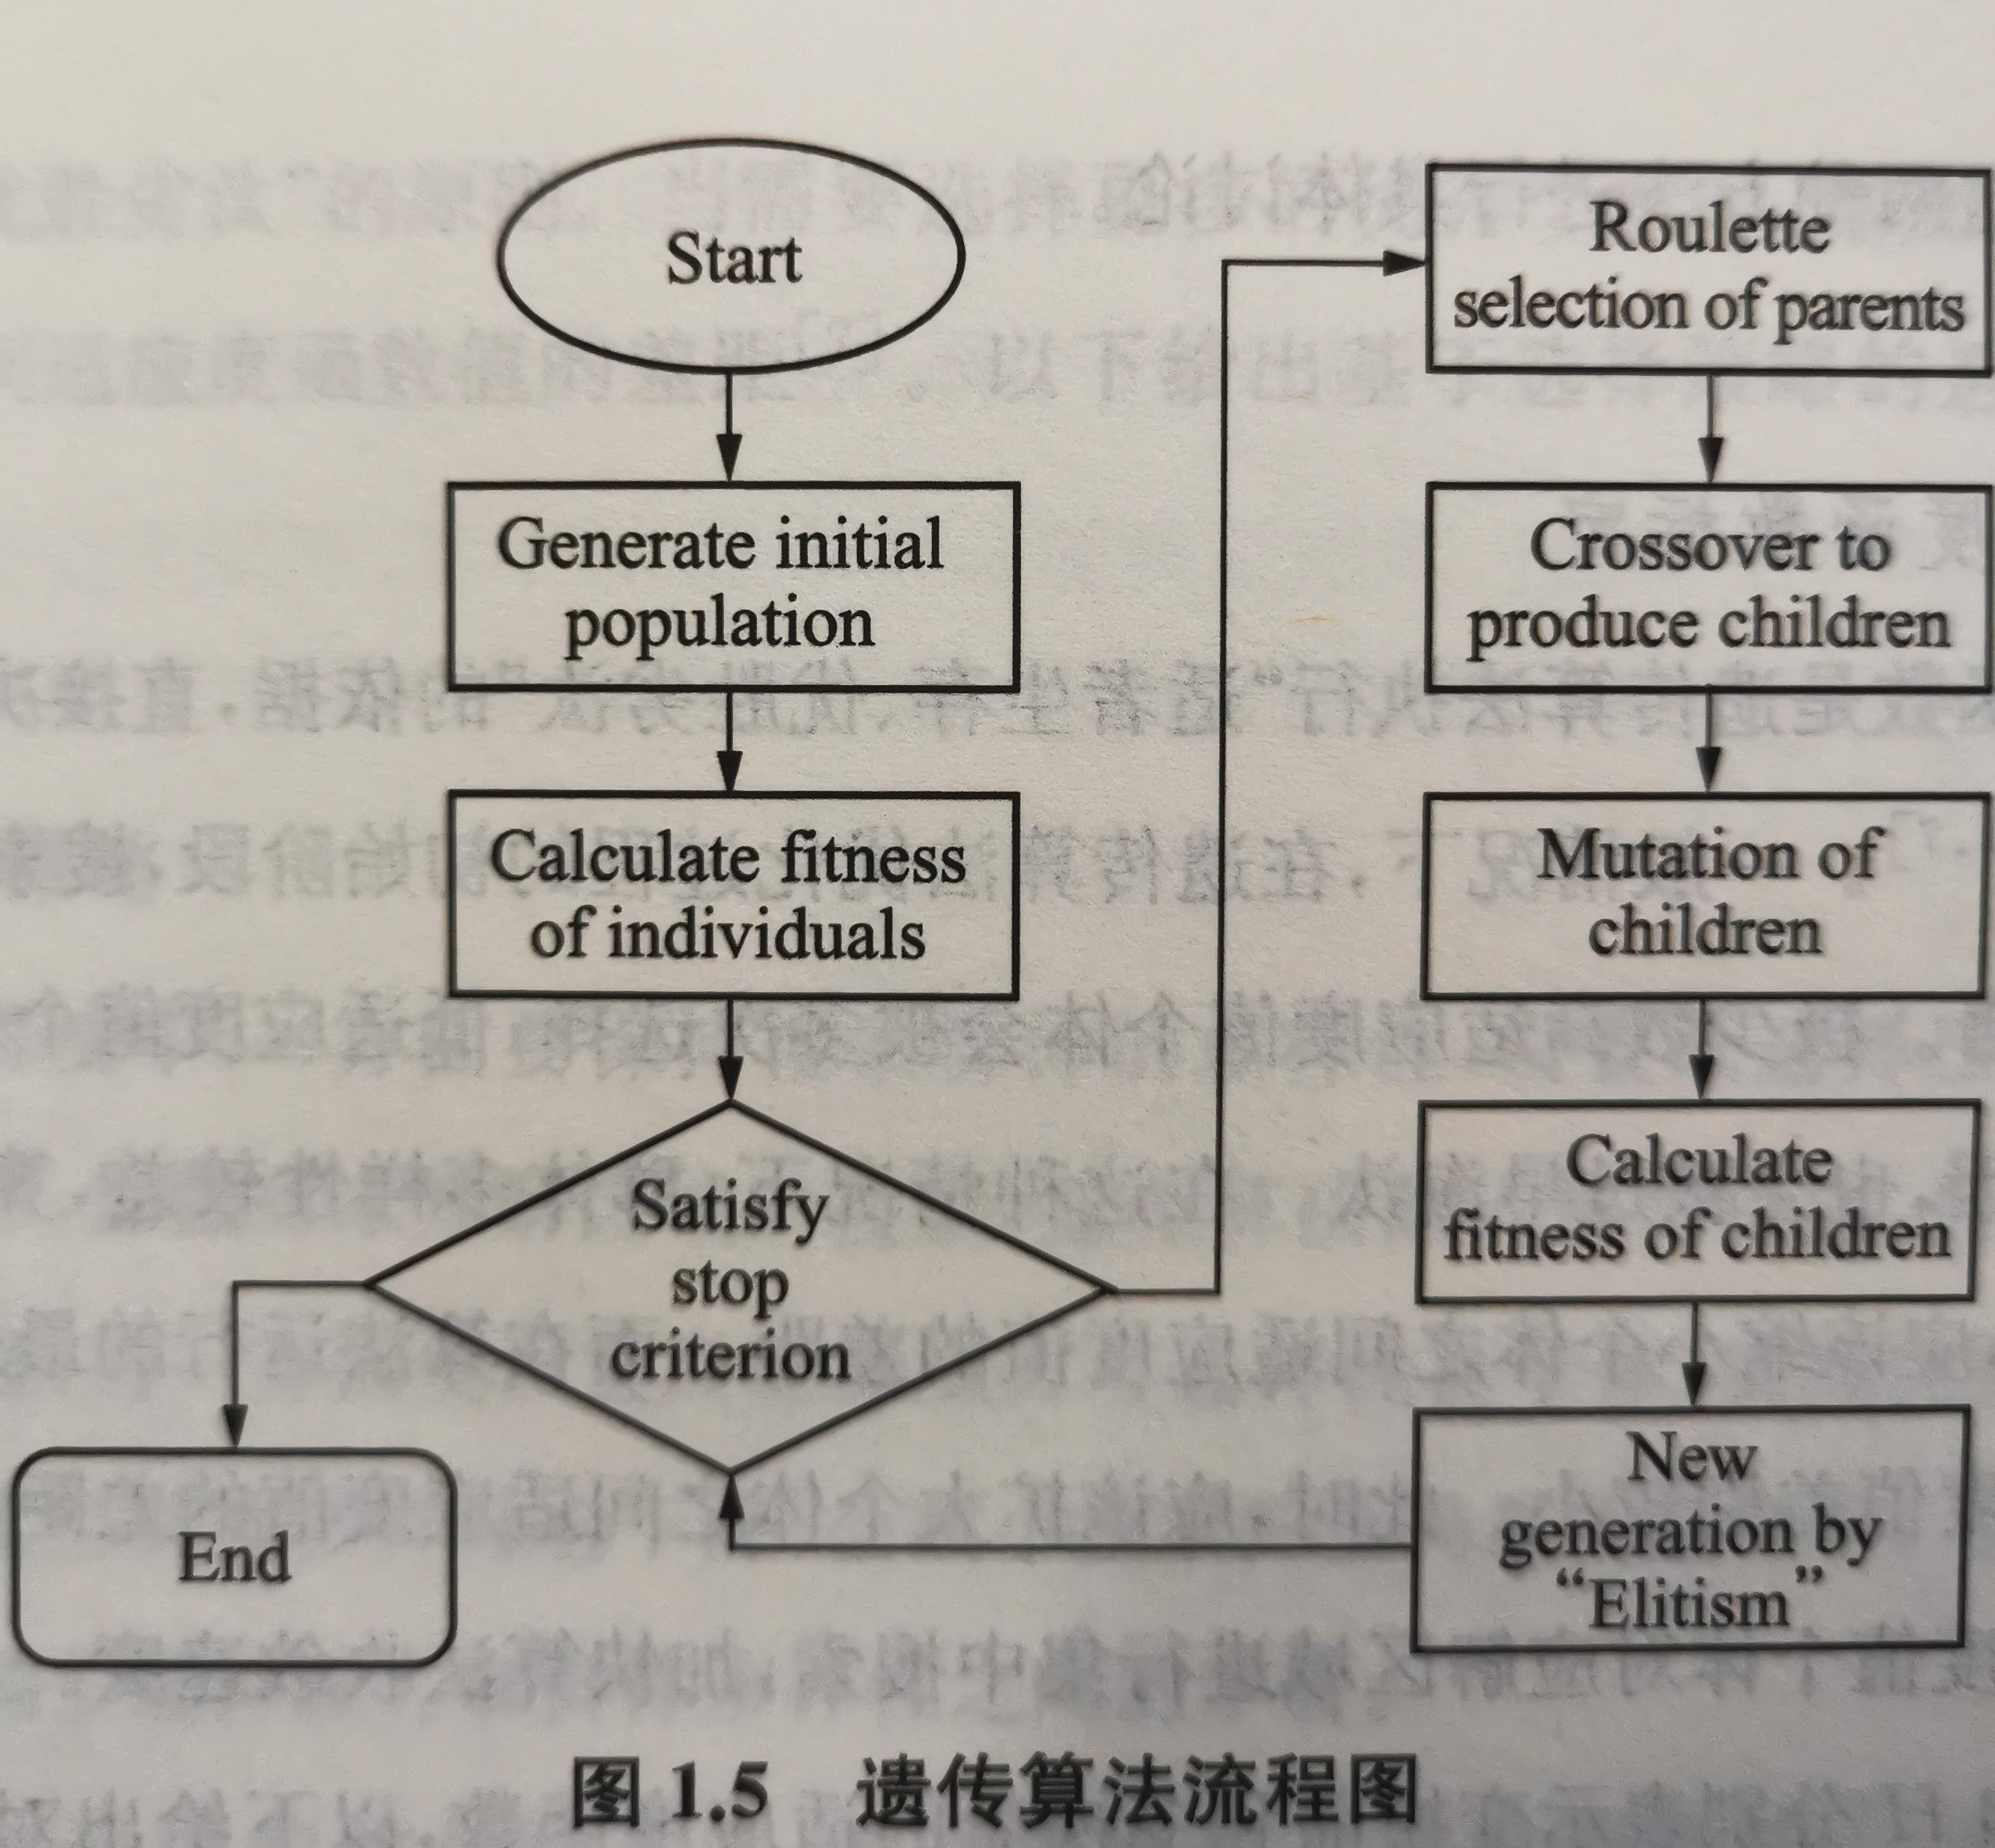 Start
Generate initial
population
Calculate fitness
of individuals
Satisfy
stop
criterion
End
Roulette
selection of parents
Crossover to
produce children
Mutation of
children
Calculate
fitness of children
New
generation by
“Elitism”
图 1.5 遗传算法流程图